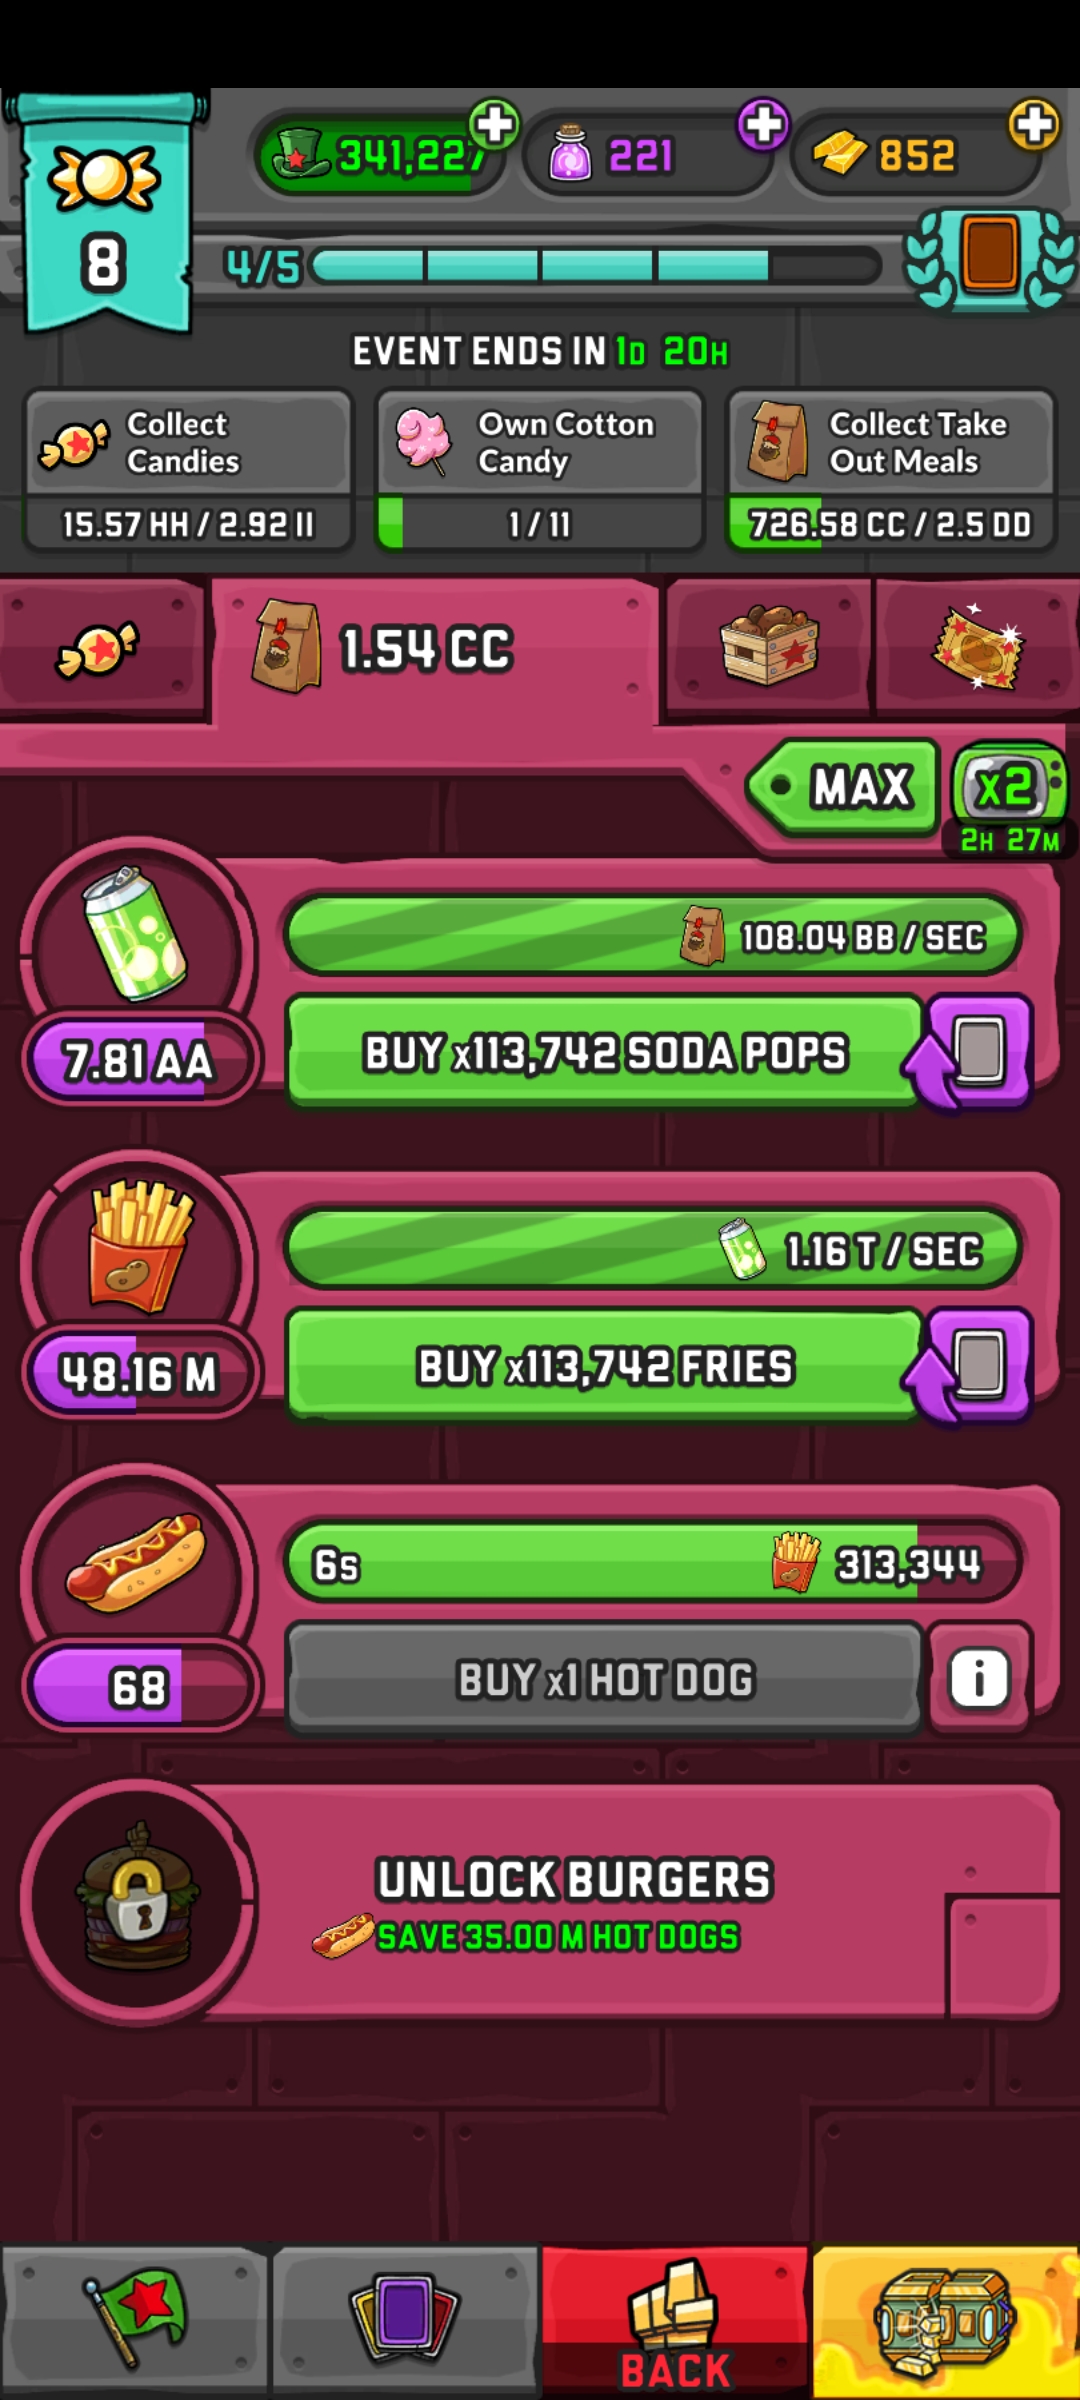 341,227
221
852
8
4/5
EVENT ENDS IN 1D 20H
Collect
Candies
15.57 HH / 2.92 II
Own Cotton
Candy
1 / 11
Collect Take
Out Meals
726.58 CC / 2.5 DD
1.54 CC
MAX
x2
2H 27M
108.04 BB / SEC
7.81 AA
BUY x113,742 SODA POPS
1.16 T / SEC
48.16 M
BUY x113,742 FRIES
6s
313,344
68
BUY x1 HOT DOG
i
UNLOCK BURGERS
SAVE 35.00 M HOT DOGS
BACK